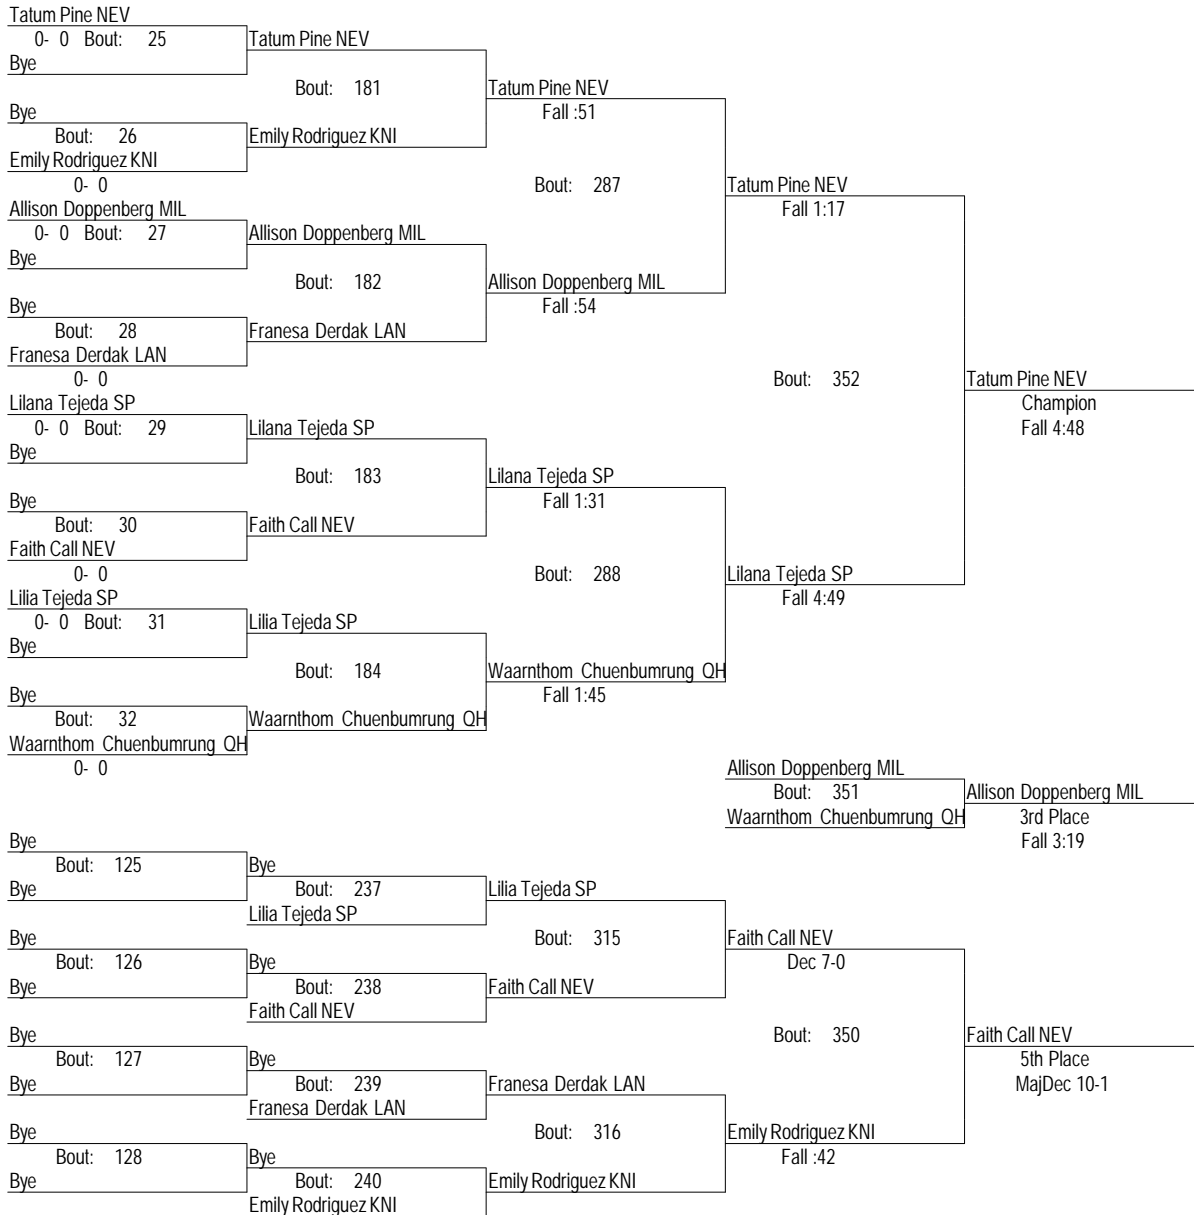 Tatum Pine NEV
0- 0 Bout: 25 Tatum Pine NEV
Bye
Bout: 181 Tatum Pine NEV
Bye Fall :51
Bout: 26 Emily Rodriguez KNI
Emily Rodriguez KNI
0- 0 Bout: 287 Tatum Pine NEV
Allison Doppenberg MIL Fall 1:17
0- 0 Bout: 27 Allison Doppenberg MIL
Bye
Bout: 182 Allison Doppenberg MIL
Bye Fall :54
Bout: 28 Franesa Derdak LAN
Franesa Derdak LAN
0- 0 Bout: 352 Tatum Pine NEV
Lilana Tejeda SP Champion
0- 0 Bout: 29 Lilana Tejeda SP Fall 4:48
Bye
Bout: 183 Lilana Tejeda SP
Bye Fall 1:31
Bout: 30 Faith Call NEV
Faith Call NEV
0- 0 Bout: 288 Lilana Tejeda SP
Lilia Tejeda SP Fall 4:49
0- 0 Bout: 31 Lilia Tejeda SP
Bye
Bout: 184 Waarnthom Chuenbumrung QH
Bye Fall 1:45
Bout: 32 Waarnthom Chuenbumrung QH
Waarnthom Chuenbumrung QH
0- 0 Allison Doppenberg MIL
Bout: 351 Allison Doppenberg MIL
Waarnthom Chuenbumrung QH 3rd Place
Bye Fall 3:19
Bout: 125 Bye
Bye Bout: 237 Lilia Tejeda SP
Lilia Tejeda SP
Bye Bout: 315 Faith Call NEV
Bout: 126 Bye Dec 7-0
Bye Bout: 238 Faith Call NEV
Faith Call NEV
Bye Bout: 350 Faith Call NEV
Bout: 127 Bye 5th Place
Bye Bout: 239 Franesa Derdak LAN MajDec 10-1
Franesa Derdak LAN
Bye Bout: 316 Emily Rodriguez KNI
Bout: 128 Bye Fall :42
Bye Bout: 240 Emily Rodriguez KNI
Emily Rodriguez KNI